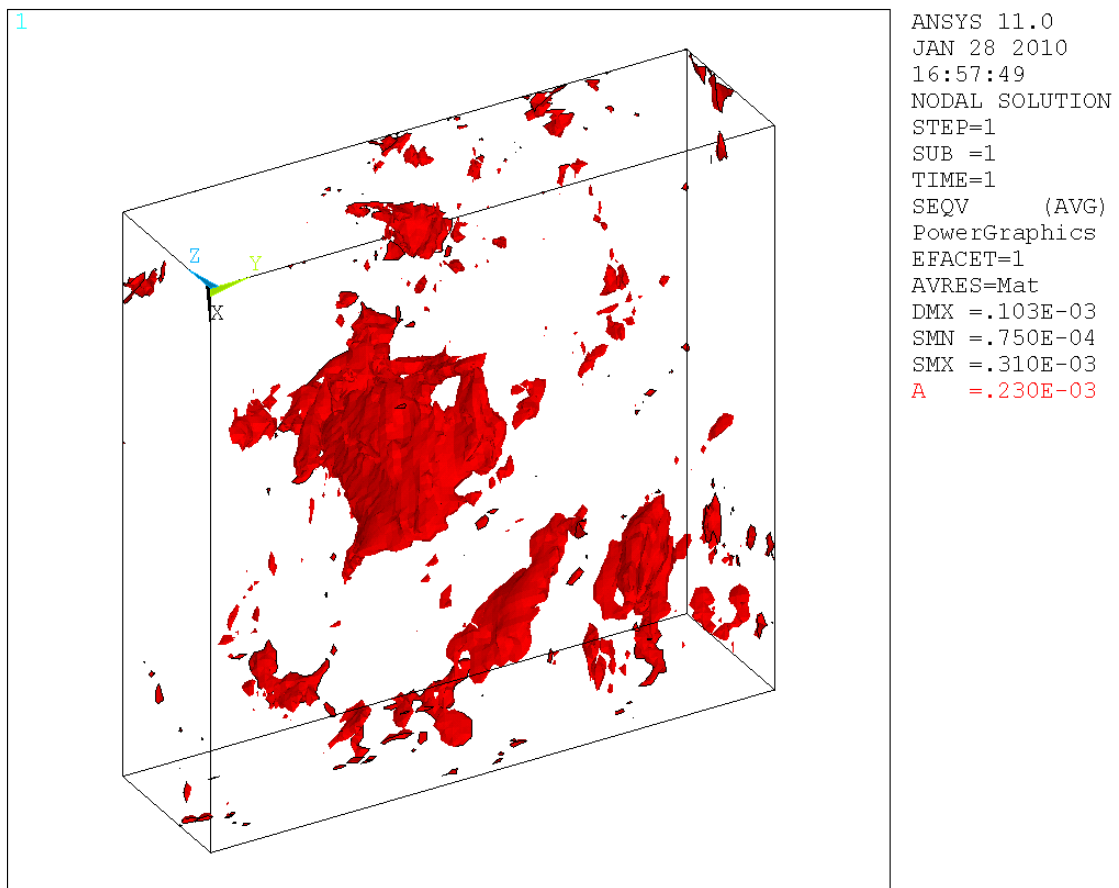 1
ANSYS 11.0
JAN 28 2010
16:57:49
NODAL SOLUTION
STEP=1
SUB =1
TIME=1
SEQV (AVG)
PowerGraphics
EFACET=1
AVRES=Mat
DMX =.103E-03
SMN =.750E-04
SMX =.310E-03
A =.230E-03
Z
Y
X